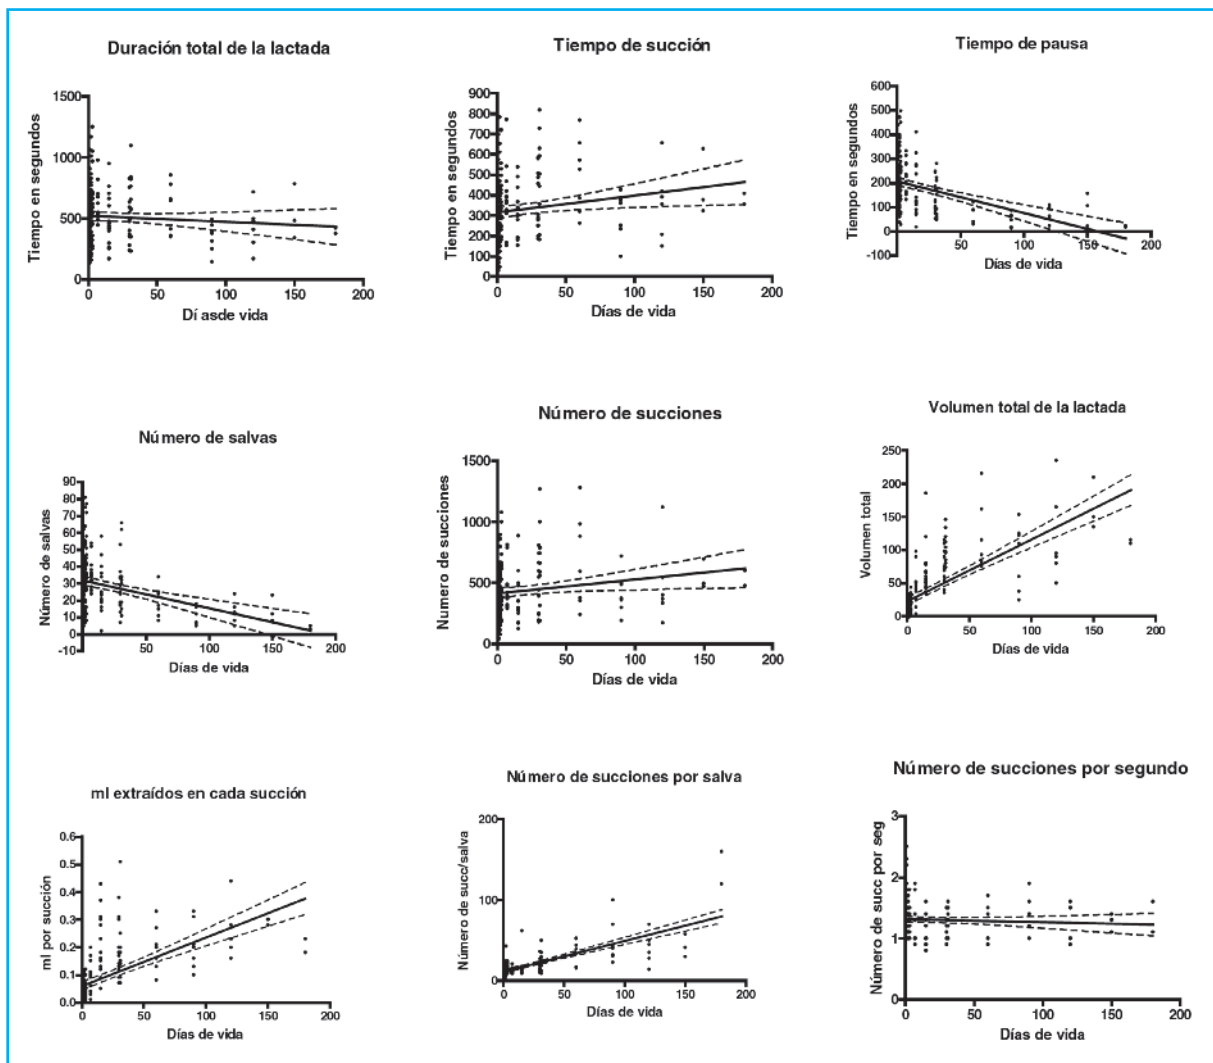 Duración total de la lactada
Tiempo en segundos
1500
1000
500
0
0 50 100 150 200
Dí asde vida
Tiempo de succión
Tiempo en segundos
900
800
700
600
500
400
300
200
100
0
0 50 100 150 200
Días de vida
Tiempo de pausa
Tiempo en segundos
600
500
400
300
200
100
0
-100
50 100 150 200
Días de vida
Número de salvas
Número de salvas
90
80
70
60
50
40
30
20
10
0
-10
50 100 150 200
Días de vida
Número de succiones
Numero de succiones
1500
1000
500
0
0 50 100 150 200
Días de vida
Volumen total de la lactada
Volumen total
250
200
150
100
50
0
0 50 100 150 200
Días de vida
ml extraídos en cada succión
ml por succión
0.6
0.5
0.4
0.3
0.2
0.1
0.0
0 50 100 150 200
Días de vida
Número de succiones por salva
Número de succ/salva
200
100
0
0 50 100 150 200
Días de vida
Número de succiones por segundo
Número de succ por seg
3
2
1
0
0 50 100 150 200
Días de vida